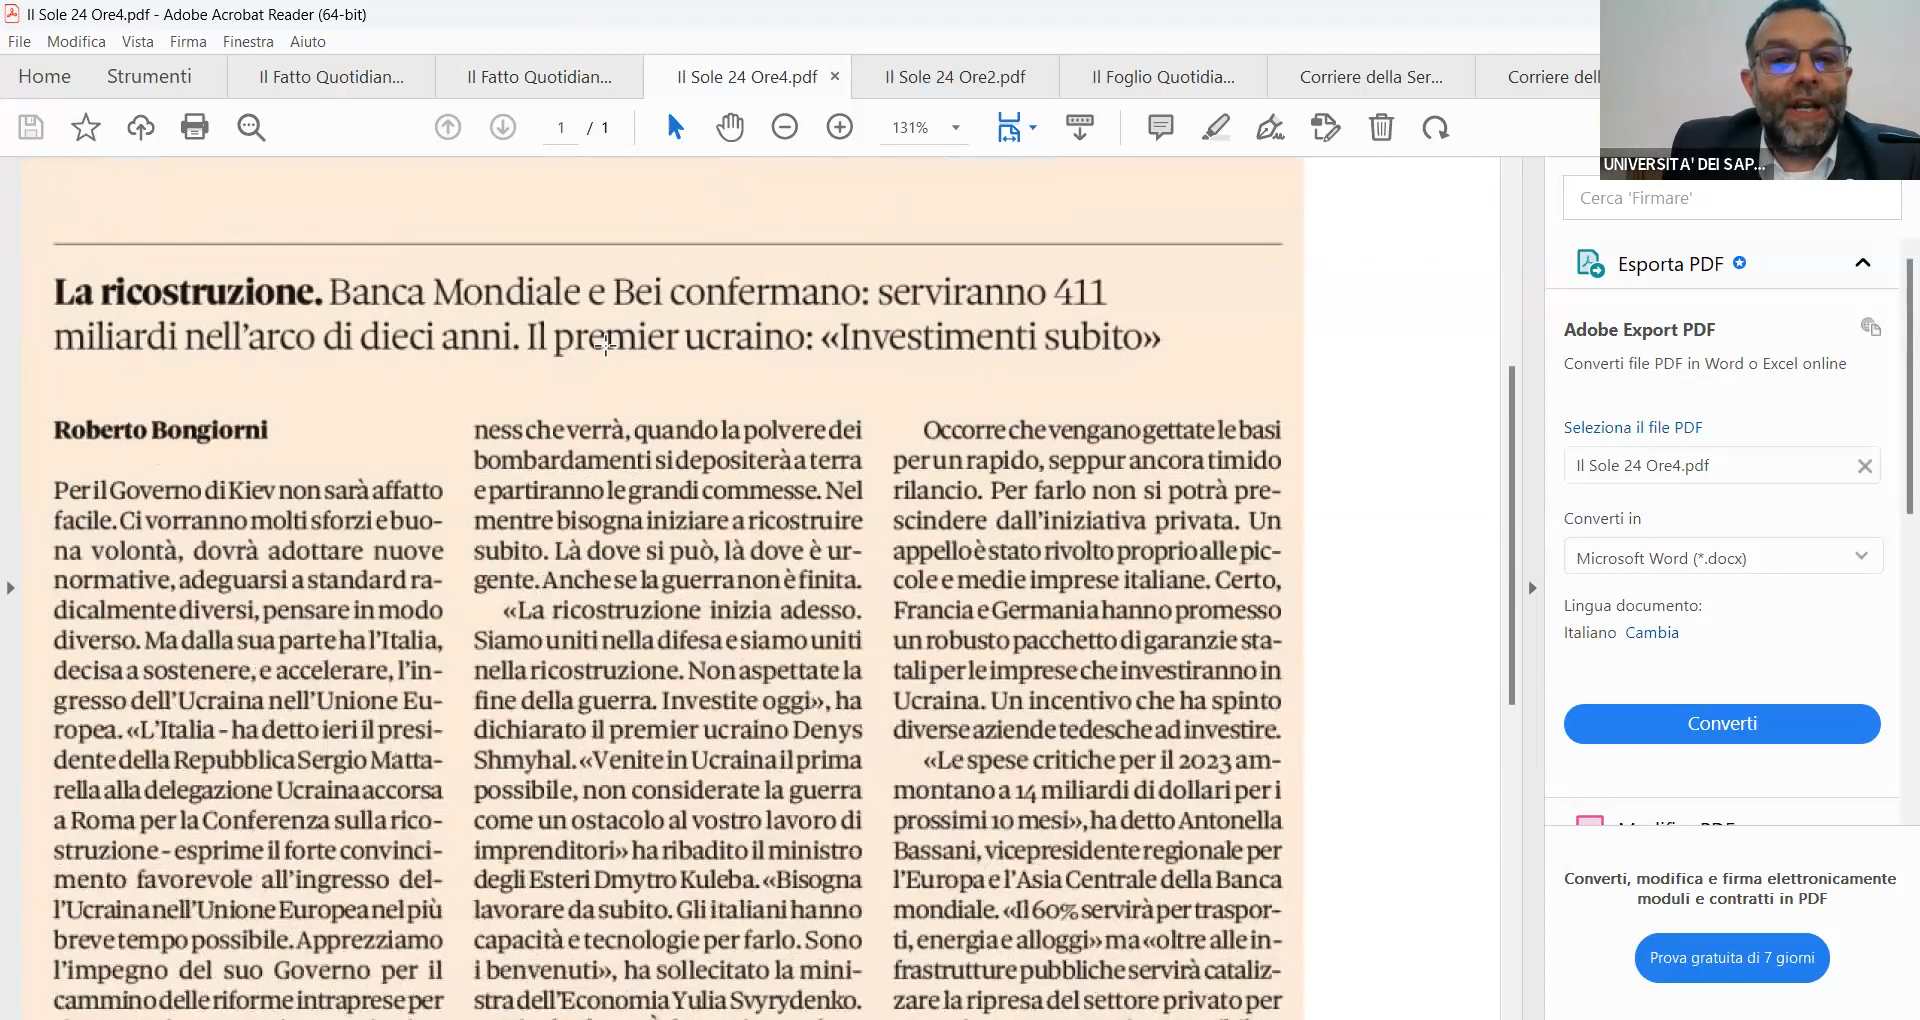 Il Sole 24 Ore4.pdf - Adobe Acrobat Reader (64-bit)
File Modifica Vista Firma Finestra Aiuto
Home Strumenti Il Fatto Quotidian... Il Fatto Quotidian... Il Sole 24 Ore4.pdf Il Sole 24 Ore2.pdf Il Foglio Quotidia... Corriere della Ser... Corriere dell
1 / 1 131%
UNIVERSITA' DEI SAP...
La ricostruzione. Banca Mondiale e Bei confermano: serviranno 411
miliardi nell'arco di dieci anni. Il premier ucraino: «Investimenti subito»
Roberto Bongiorni
Per il Governo di Kiev non sarà affatto
facile. Ci vorranno molti sforzi e buo-
na volontà, dovrà adottare nuove
normative, adeguarsi a standard ra-
dicalmente diversi, pensare in modo
diverso. Ma dalla sua parte ha l'Italia,
decisa a sostenere, e accelerare, l'in-
gresso dell'Ucraina nell'Unione Eu-
ropea. «L'Italia - ha detto ieri il presi-
dente della Repubblica Sergio Matta-
rella alla delegazione Ucraina accorsa
a Roma per la Conferenza sulla rico-
struzione - esprime il forte convinci-
mento favorevole all'ingresso del-
l'Ucraina nell'Unione Europea nel più
breve tempo possibile. Apprezziamo
l'impegno del suo Governo per il
cammino delle riforme intraprese per
ness che verrà, quando la polvere dei
bombardamenti si depositerà a terra
e partiranno le grandi commesse. Nel
mentre bisogna iniziare a ricostruire
subito. Là dove si può, là dove è ur-
gente. Anche se la guerra non è finita.
«La ricostruzione inizia adesso.
Siamo uniti nella difesa e siamo uniti
nella ricostruzione. Non aspettate la
fine della guerra. Investite oggi», ha
dichiarato il premier ucraino Denys
Shmyhal. «Venite in Ucraina il prima
possibile, non considerate la guerra
come un ostacolo al vostro lavoro di
imprenditori» ha ribadito il ministro
degli Esteri Dmytro Kuleba. «Bisogna
lavorare da subito. Gli italiani hanno
capacità e tecnologie per farlo. Sono
i benvenuti», ha sollecitato la mini-
stra dell'Economia Yulia Svyrydenko.
Occorre che vengano gettate le basi
per un rapido, seppur ancora timido
rilancio. Per farlo non si potrà pre-
scindere dall'iniziativa privata. Un
appello è stato rivolto proprio alle pic-
cole e medie imprese italiane. Certo,
Francia e Germania hanno promesso
un robusto pacchetto di garanzie sta-
tali per le imprese che investiranno in
Ucraina. Un incentivo che ha spinto
diverse aziende tedesche ad investire.
«Le spese critiche per il 2023 am-
montano a 14 miliardi di dollari per i
prossimi 10 mesi», ha detto Antonella
Bassani, vicepresidente regionale per
l'Europa e l'Asia Centrale della Banca
mondiale. «Il 60% servirà per traspor-
ti, energia e alloggi» ma «oltre alle in-
frastrutture pubbliche servirà cataliz-
zare la ripresa del settore privato per
Cerca 'Firmare'
Esporta PDF
Adobe Export PDF
Converti file PDF in Word o Excel online
Seleziona il file PDF
Il Sole 24 Ore4.pdf
Converti in
Microsoft Word (*.docx)
Lingua documento:
Italiano Cambia
Converti
Converti, modifica e firma elettronicamente
moduli e contratti in PDF
Prova gratuita di 7 giorni